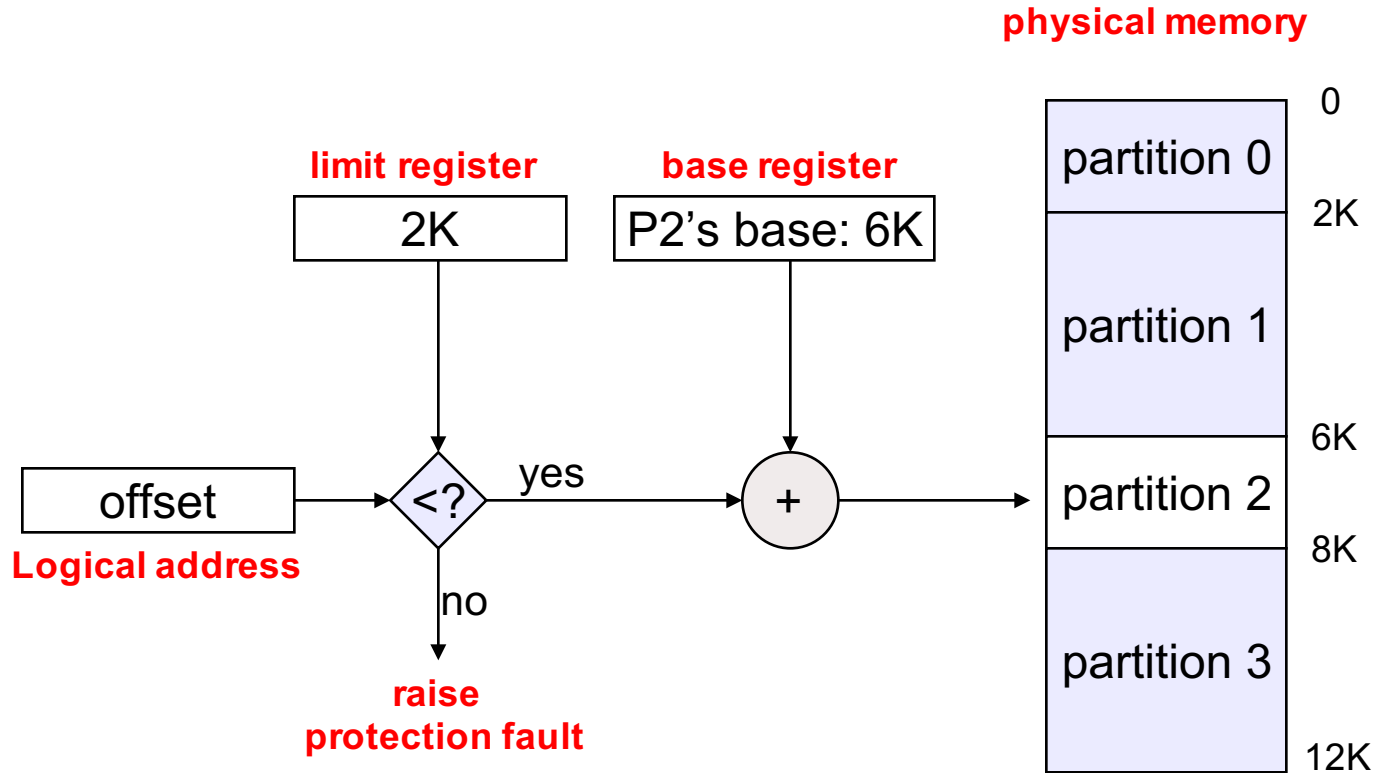 physical memory
0
limit register
base register
partition 0
2K
P2’s base: 6K
2K
partition 1
6K
yes
offset
<?
+
partition 2
Logical address
8K
no
partition 3
raise
protection fault
12K